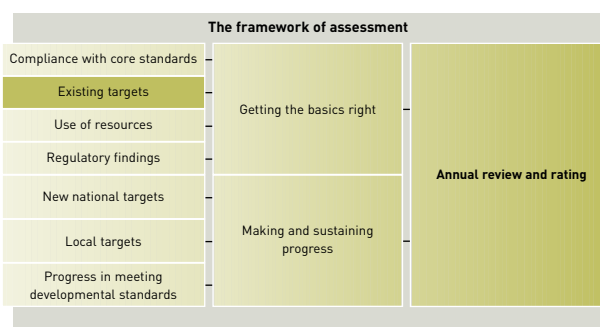 The framework of assessment
Compliance with core standards
Existing targets
Use of resources
Regulatory findings
New national targets
Local targets
Progress in meeting
developmental standards
Getting the basics right
Making and sustaining
progress
Annual review and rating